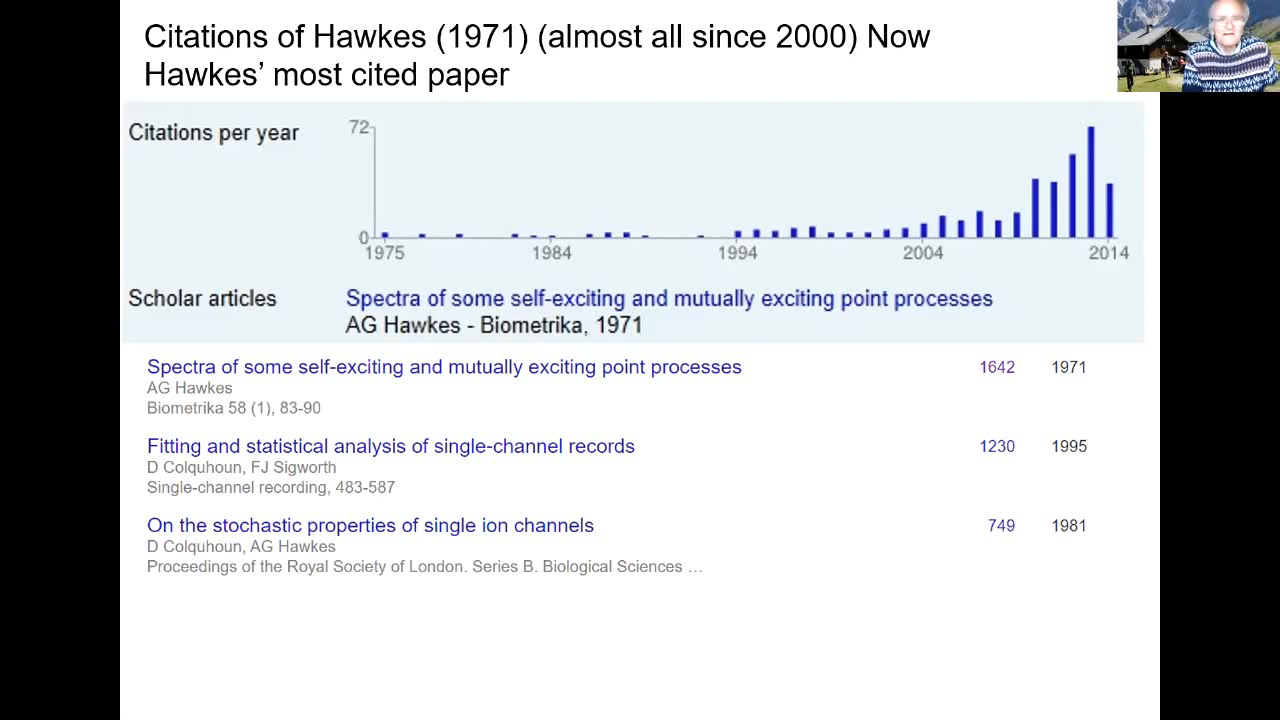 Citations of Hawkes (1971) (almost all since 2000) Now
Hawkes’ most cited paper
Citations per year
72
0
1975 1984 1994 2004 2014
Scholar articles
Spectra of some self-exciting and mutually exciting point processes
AG Hawkes - Biometrika, 1971
Spectra of some self-exciting and mutually exciting point processes 1642 1971
AG Hawkes
Biometrika 58 (1), 83-90
Fitting and statistical analysis of single-channel records 1230 1995
D Colquhoun, FJ Sigworth
Single-channel recording, 483-587
On the stochastic properties of single ion channels 749 1981
D Colquhoun, AG Hawkes
Proceedings of the Royal Society of London. Series B. Biological Sciences …